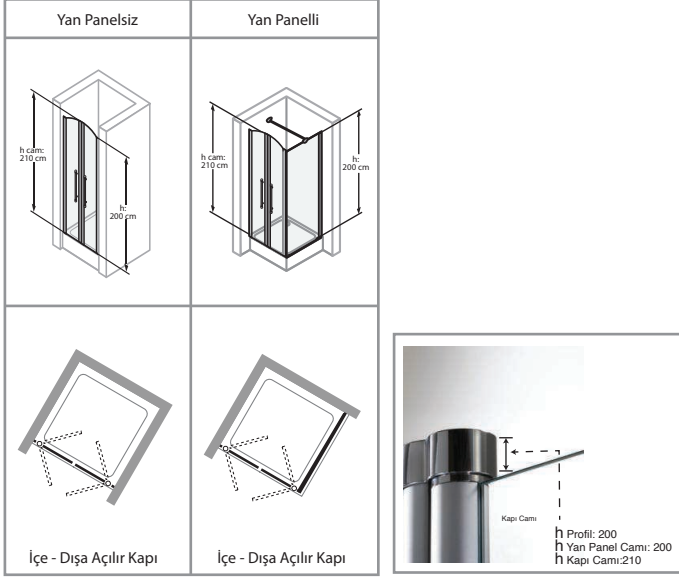 Yan Panelsiz
Yan Panelli
h cam:
210 cm
h:
200 cm
h cam:
210 cm
h:
200 cm
İçe - Dışa Açılır Kapı
İçe - Dışa Açılır Kapı
Kapı Camı
h Profil: 200
h Yan Panel Camı: 200
h Kapı Camı:210